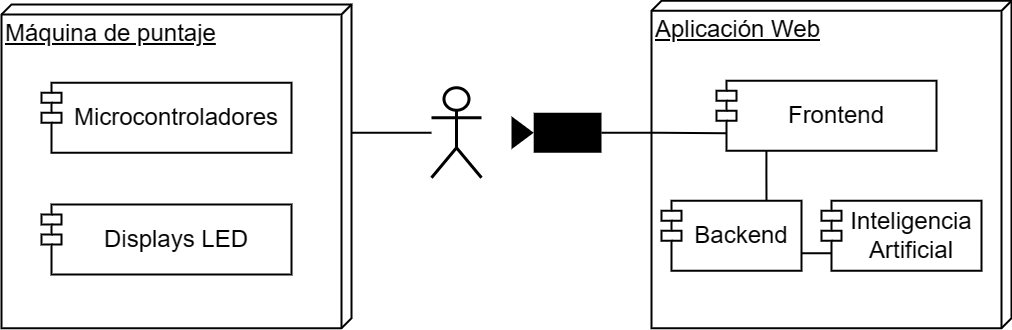 Máquina de puntaje
Microcontroladores
Displays LED
Aplicación Web
Frontend
Backend
Inteligencia
Artificial